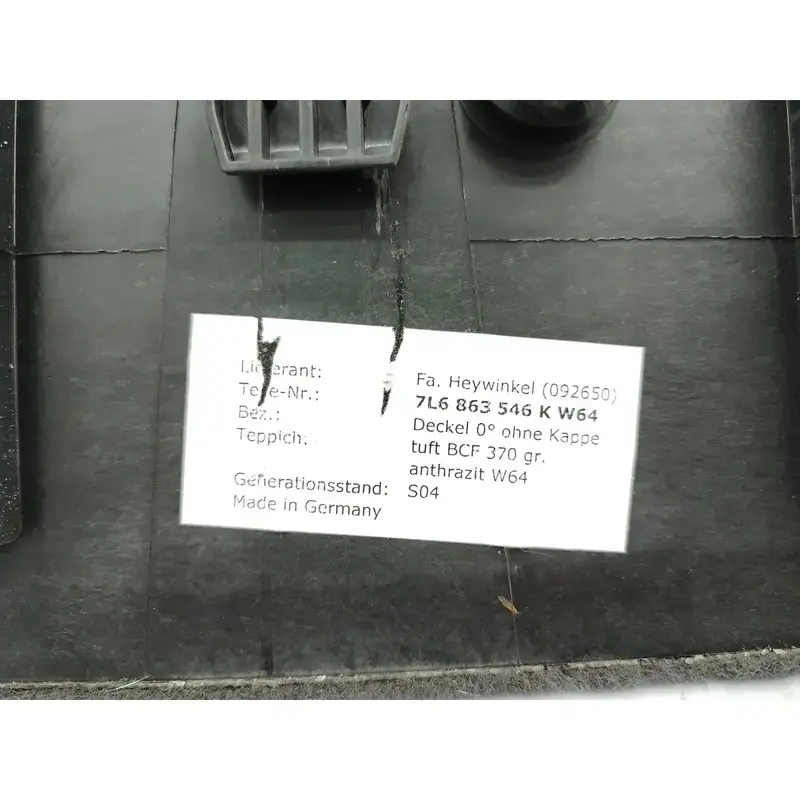 Lieferant: Fa. Heywinkel (092650)
Teile-Nr.: 7L6 863 546 K W64
Bez.: Deckel 0° ohne Kappe
Teppich: tuft BCF 370 gr.
anthrazit W64
Generationsstand: S04
Made in Germany